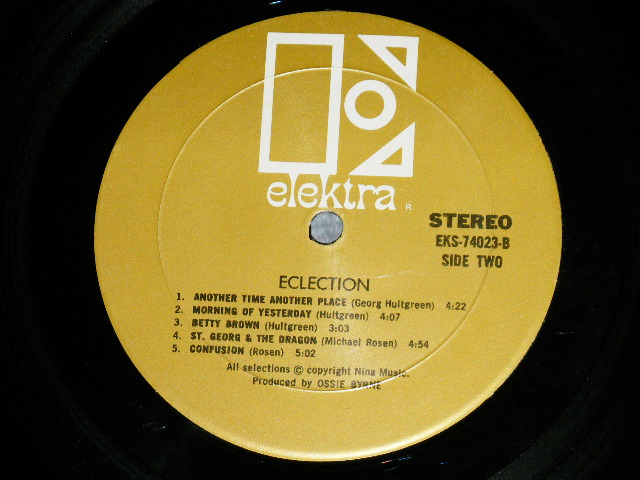 elektra
R
STEREO
EKS-74023-B
SIDE TWO
ECLECTION
1. ANOTHER TIME ANOTHER PLACE (Georg Hultgreen) 4:22
2. MORNING OF YESTERDAY (Hultgreen) 4:07
3. BETTY BROWN (Hultgreen) 3:03
4. ST. GEORG & THE DRAGON (Michael Rosen) 4:54
5. CONFUSION (Rosen) 5:02
All selections © copyright Nina Music.
Produced by OSSIE BYRNE